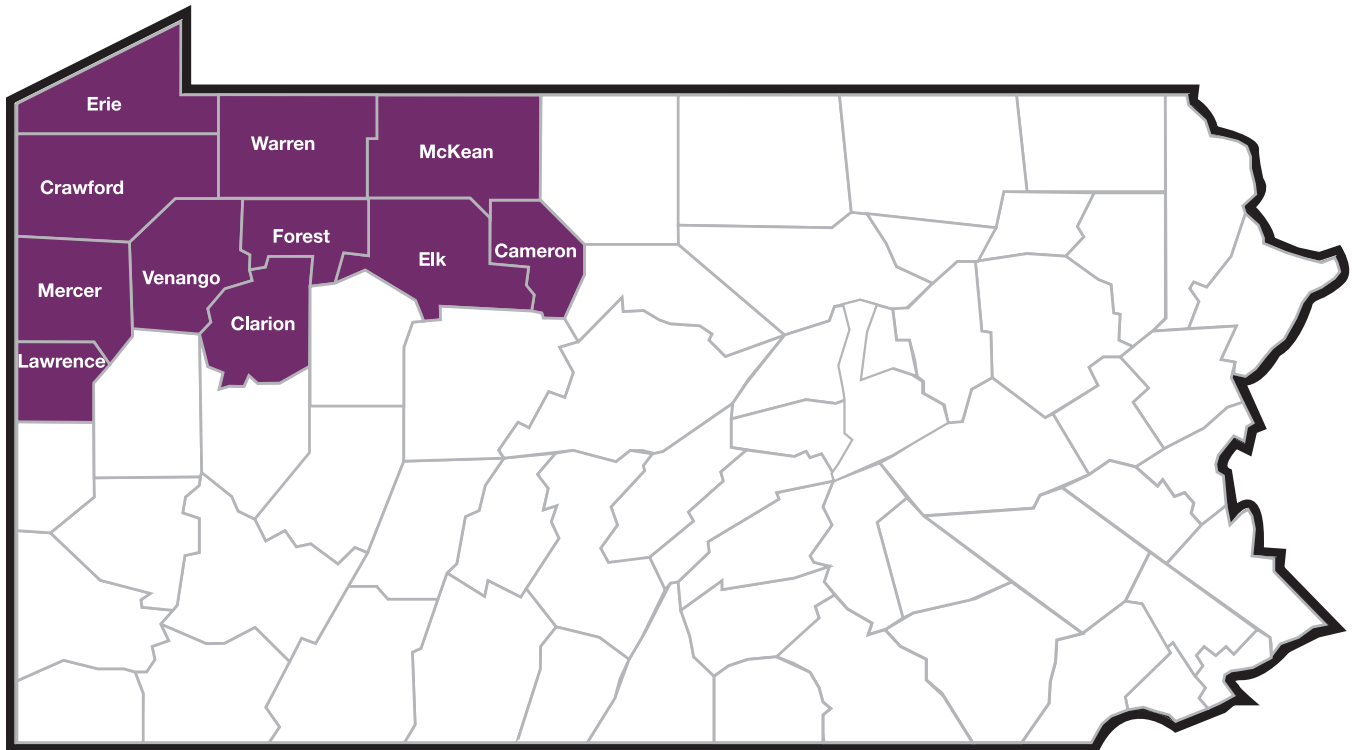 Erie
Warren
McKean
Crawford
Forest
Cameron
Elk
Venango
Mercer
Clarion
Lawrence